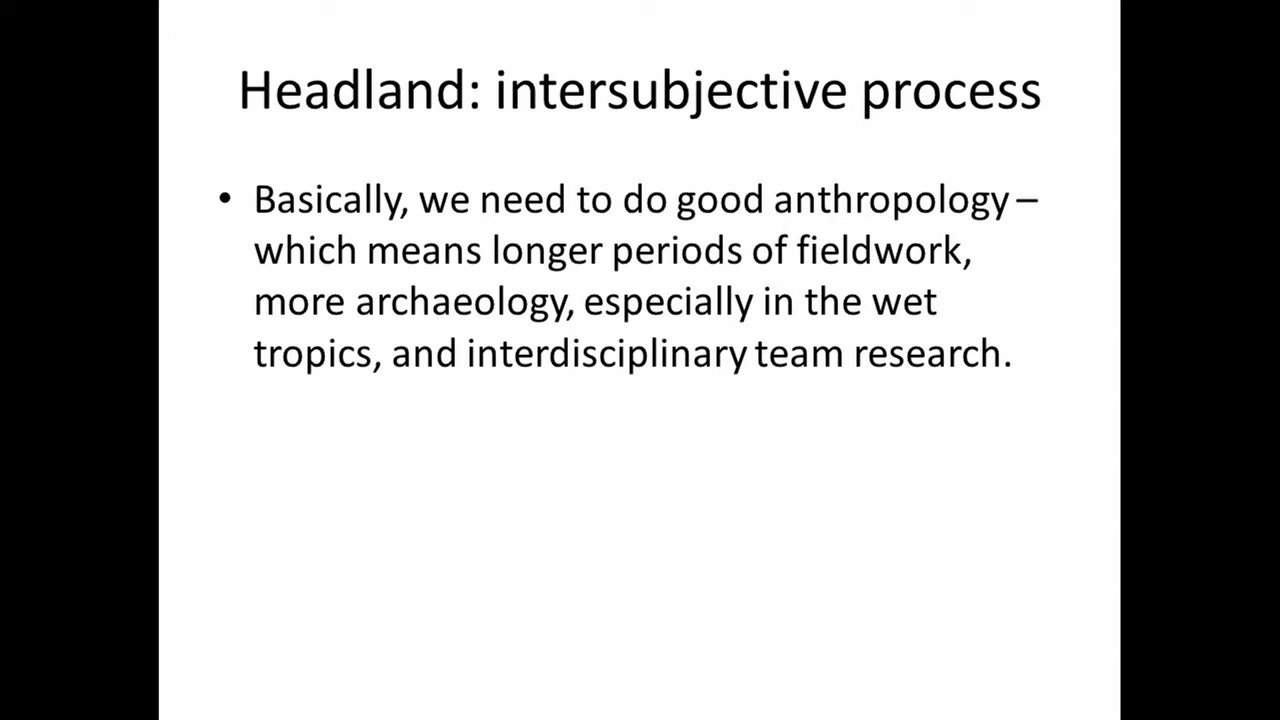 Headland: intersubjective process
• Basically, we need to do good anthropology –
which means longer periods of fieldwork,
more archaeology, especially in the wet
tropics, and interdisciplinary team research.